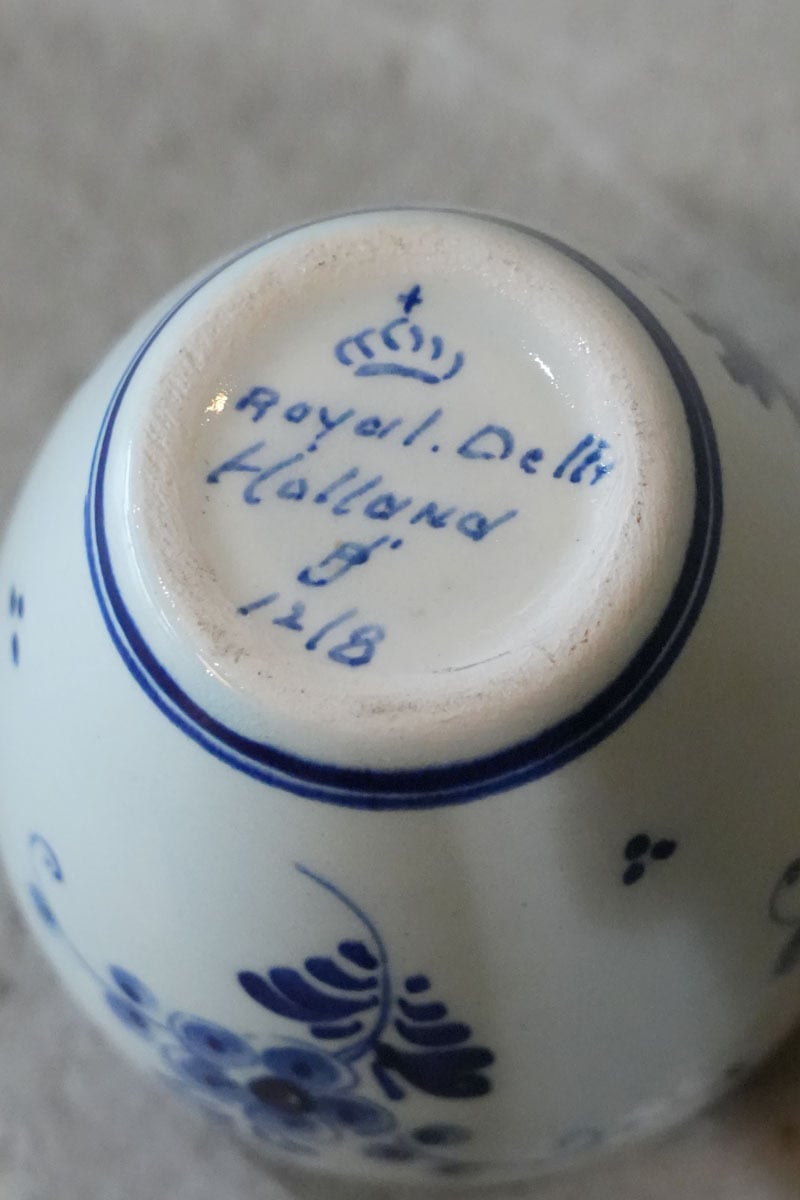 Royal. Delft
Holland
1218